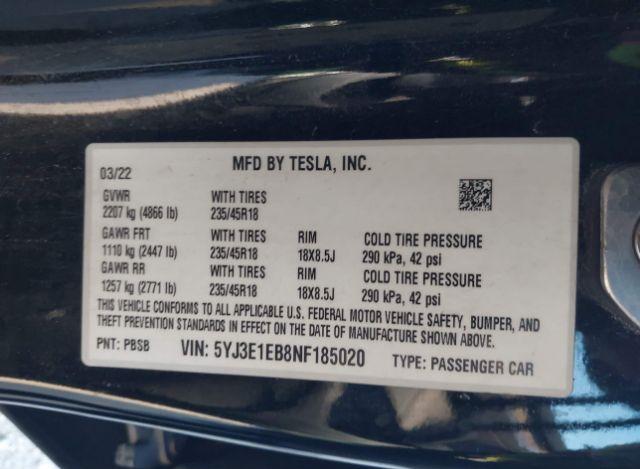 MFD BY TESLA, INC.
03/22
GVWR WITH TIRES
2207 kg (4866 lb) 235/45R18
GAWR FRT WITH TIRES RIM COLD TIRE PRESSURE
1110 kg (2447 lb) 235/45R18 18X8.5J 290 kPa, 42 psi
GAWR RR WITH TIRES RIM COLD TIRE PRESSURE
1257 kg (2771 lb) 235/45R18 18X8.5J 290 kPa, 42 psi
THIS VEHICLE CONFORMS TO ALL APPLICABLE U.S. FEDERAL MOTOR VEHICLE SAFETY, BUMPER, AND
THEFT PREVENTION STANDARDS IN EFFECT ON THE DATE OF MANUFACTURE SHOWN ABOVE.
PNT: PBSB VIN: 5YJ3E1EB8NF185020 TYPE: PASSENGER CAR